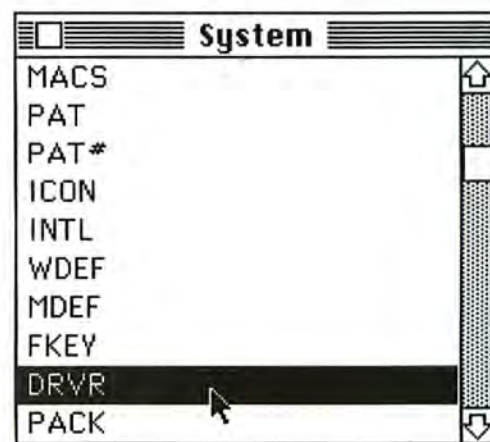 System
MACS
PAT
PAT#
ICON
INTL
WDEF
MDEF
FKEY
DRVR
PACK